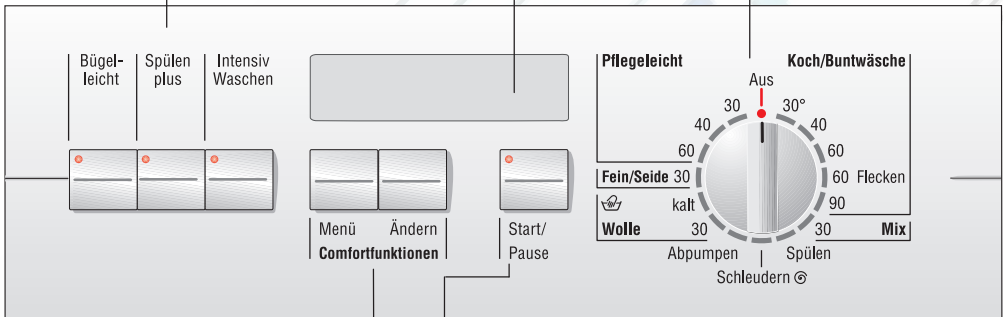 Bügel-
leicht
Spülen
plus
Intensiv
Waschen
Menü
Ändern
Comfortfunktionen
Start/
Pause
Pflegeleicht
Koch/Buntwäsche
Aus
30
30°
40
40
60
60 Flecken
Fein/Seide 30
90
kalt
Wolle 30
30 Mix
Abpumpen
Spülen
Schleudern